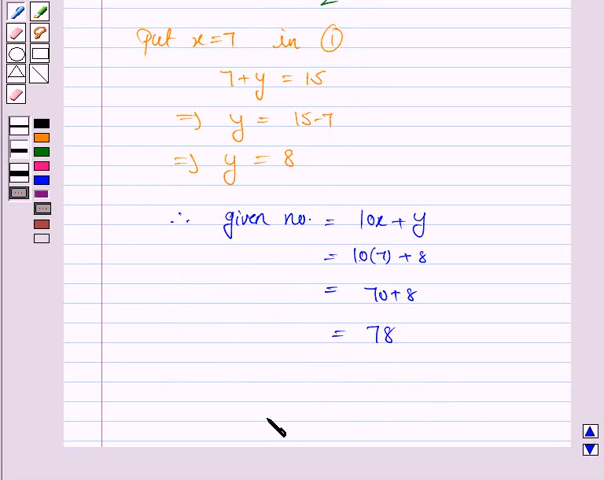 Put x=7 in ①
7+y = 15
=) y = 15-7
=) y = 8
∴ given no. = 10x + y
= 10(7) + 8
= 70+8
= 78